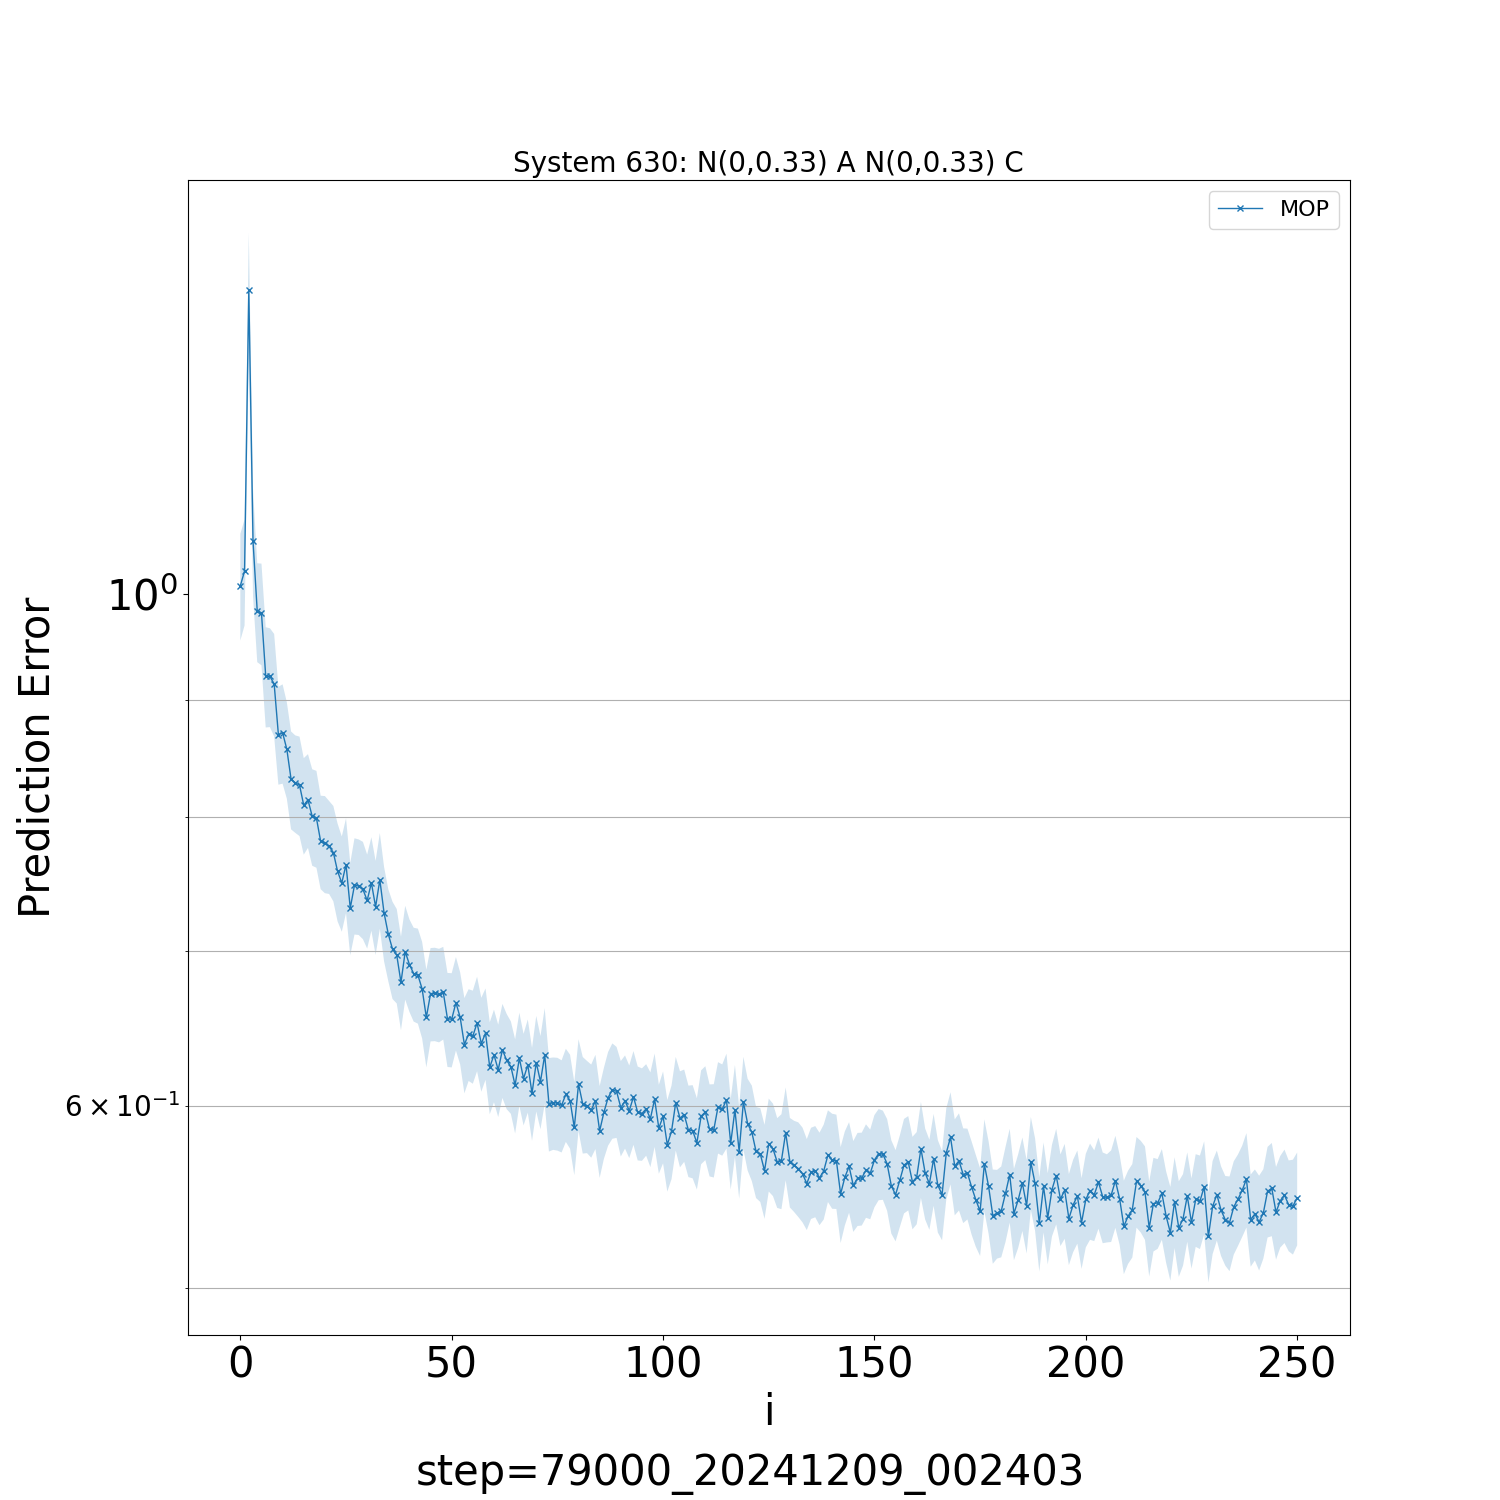 System 630: N(0,0.33) A N(0,0.33) C
MOP
10⁰
6 × 10⁻¹
Prediction Error
0 50 100 150 200 250
i
step=79000_20241209_002403